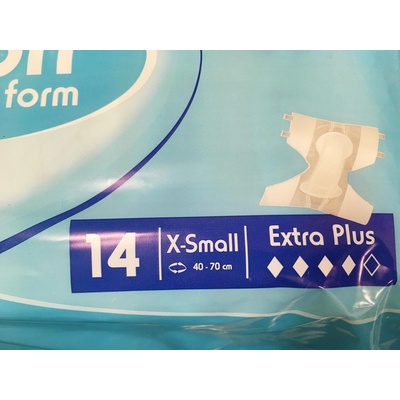 form
14 X-Small Extra Plus
40 - 70 cm